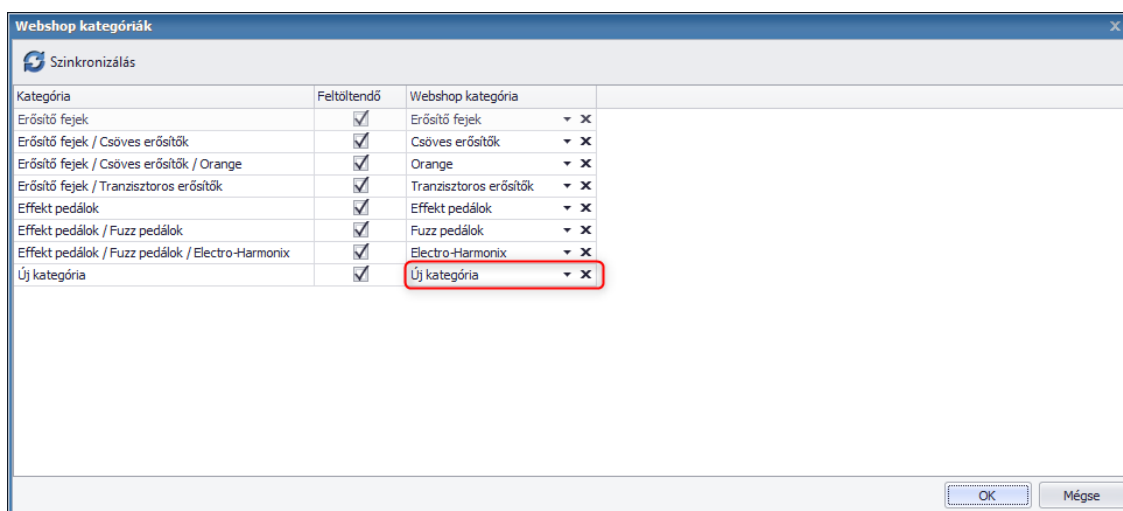 Webshop kategóriák
Szinkronizálás
Kategória Feltöltendő Webshop kategória
Erősítő fejek Erősítő fejek
Erősítő fejek / Csöves erősítők Csöves erősítők
Erősítő fejek / Csöves erősítők / Orange Orange
Erősítő fejek / Tranzisztoros erősítők Tranzisztoros erősítők
Effekt pedálok Effekt pedálok
Effekt pedálok / Fuzz pedálok Fuzz pedálok
Effekt pedálok / Fuzz pedálok / Electro-Harmonix Electro-Harmonix
Új kategória Új kategória
OK Mégse